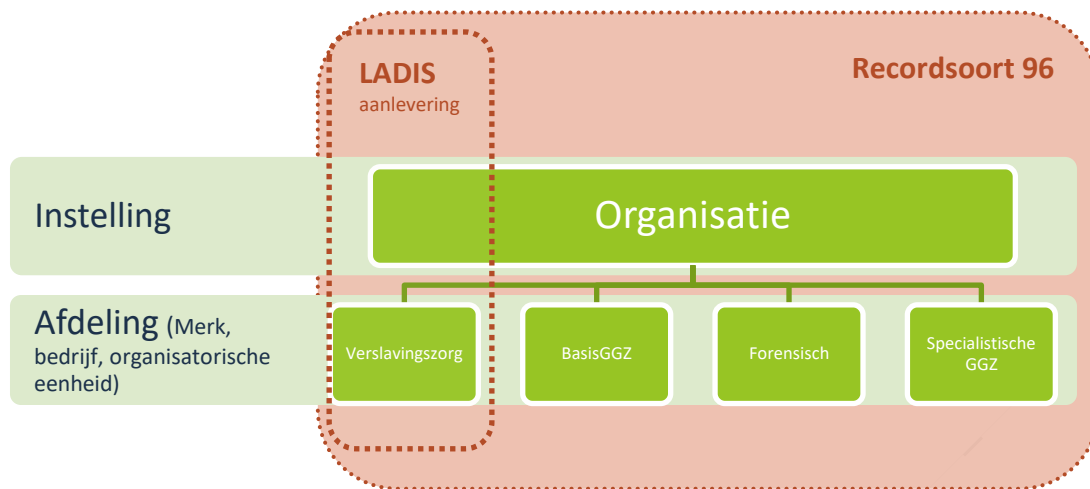 LADIS
aanlevering
Recordsoort 96
Instelling
Organisatie
Afdeling (Merk,
bedrijf, organisatorische
eenheid)
Verslavingszorg
BasisGGZ
Forensisch
Specialistische
GGZ